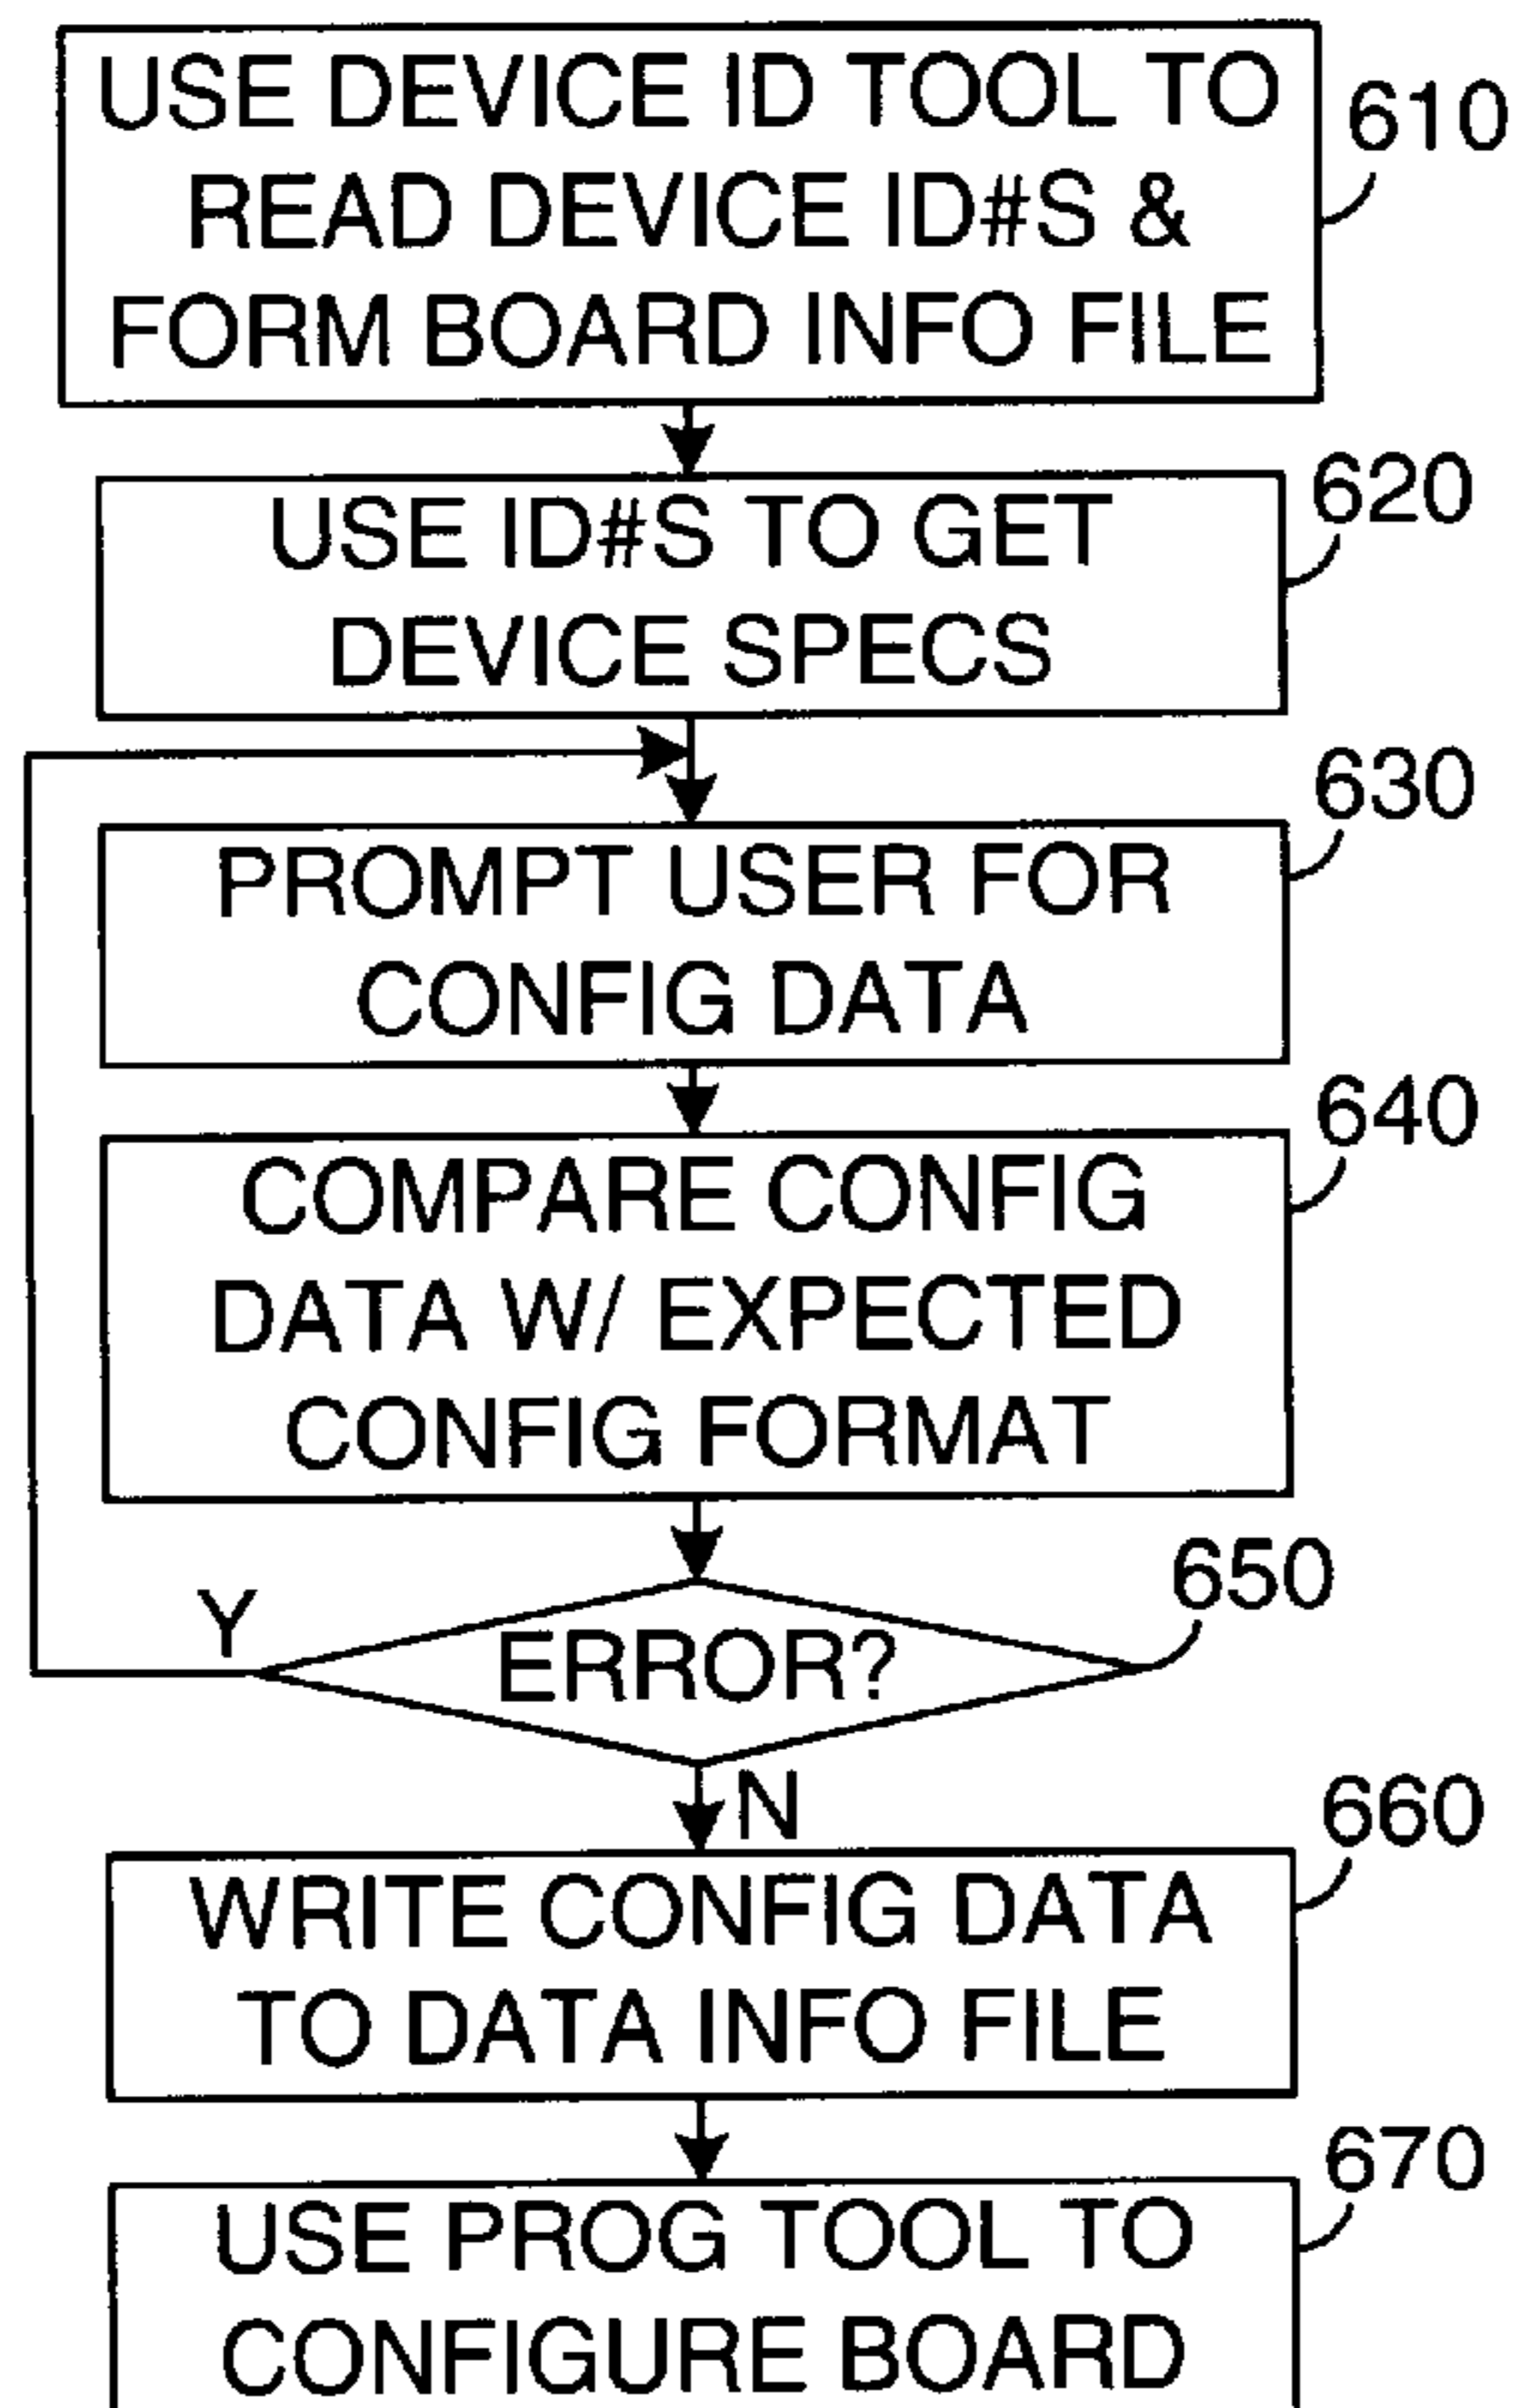 USE DEVICE ID TOOL TO
READ DEVICE ID#S &
FORM BOARD INFO FILE
610
USE ID#S TO GET
DEVICE SPECS
620
PROMPT USER FOR
CONFIG DATA
630
COMPARE CONFIG
DATA W/ EXPECTED
CONFIG FORMAT
640
ERROR?
650
Y
N
WRITE CONFIG DATA
TO DATA INFO FILE
660
USE PROG TOOL TO
CONFIGURE BOARD
670